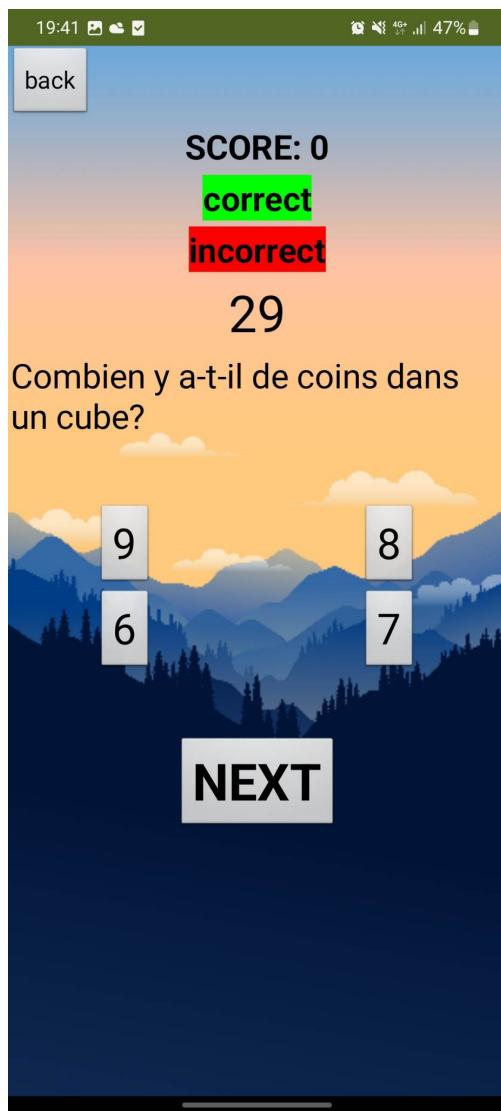 19:41 4G+ 47%
back
SCORE: 0
correct
incorrect
29
Combien y a-t-il de coins dans
un cube?
9 8
6 7
NEXT